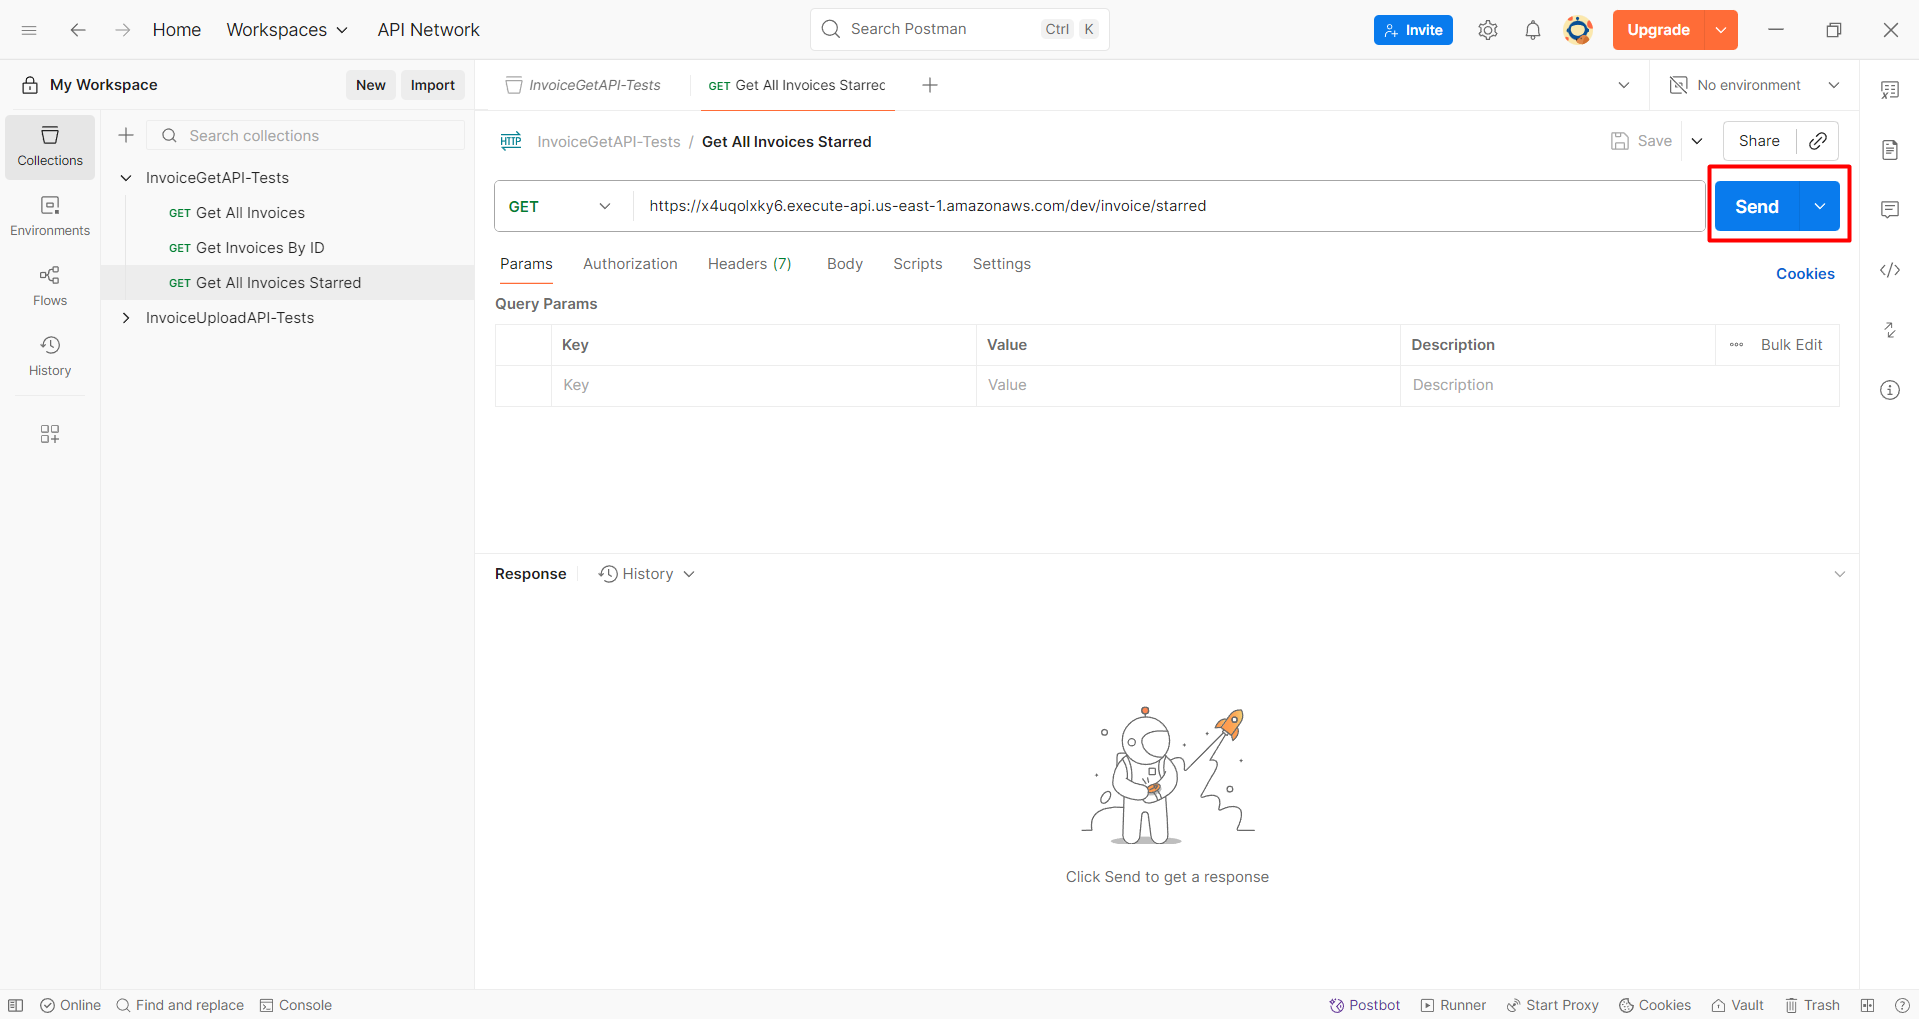 Home Workspaces API Network Search Postman Ctrl K Invite Upgrade
My Workspace New Import
InvoiceGetAPI-Tests GET Get All Invoices Starred No environment
Collections
Search collections
InvoiceGetAPI-Tests / Get All Invoices Starred Save Share
InvoiceGetAPI-Tests
GET Get All Invoices
GET Get Invoices By ID
GET Get All Invoices Starred
InvoiceUploadAPI-Tests
Environments
Flows
History
GET https://x4uqolxky6.execute-api.us-east-1.amazonaws.com/dev/invoice/starred Send
Params Authorization Headers (7) Body Scripts Settings Cookies
Query Params
Key Value Description Bulk Edit
Key Value Description
Response History
Click Send to get a response
Online Find and replace Console Postbot Runner Start Proxy Cookies Vault Trash